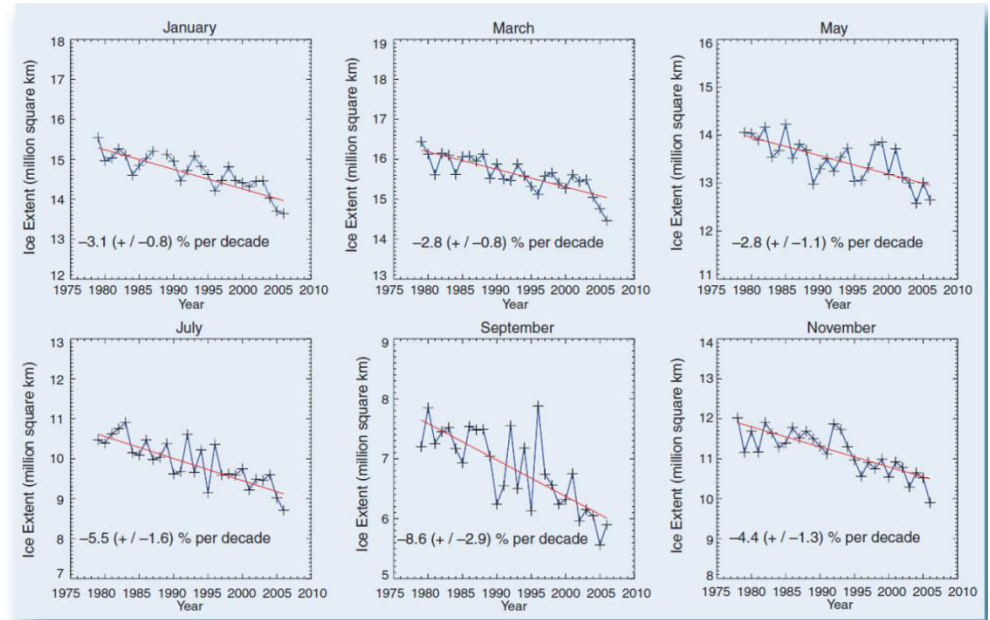 January
Ice Extent (million square km)
18
17
16
15
14
13
12
–3.1 (+ / –0.8) % per decade
1975 1980 1985 1990 1995 2000 2005 2010
Year
March
Ice Extent (million square km)
19
18
17
16
15
14
13
–2.8 (+ / –0.8) % per decade
1975 1980 1985 1990 1995 2000 2005 2010
Year
May
Ice Extent (million square km)
16
15
14
13
12
11
–2.8 (+ / –1.1) % per decade
1975 1980 1985 1990 1995 2000 2005 2010
Year
July
Ice Extent (million square km)
13
12
11
10
9
8
7
–5.5 (+ / –1.6) % per decade
1975 1980 1985 1990 1995 2000 2005 2010
Year
September
Ice Extent (million square km)
9
8
7
6
5
–8.6 (+ / –2.9) % per decade
1975 1980 1985 1990 1995 2000 2005 2010
Year
November
Ice Extent (million square km)
14
13
12
11
10
9
8
–4.4 (+ / –1.3) % per decade
1975 1980 1985 1990 1995 2000 2005 2010
Year